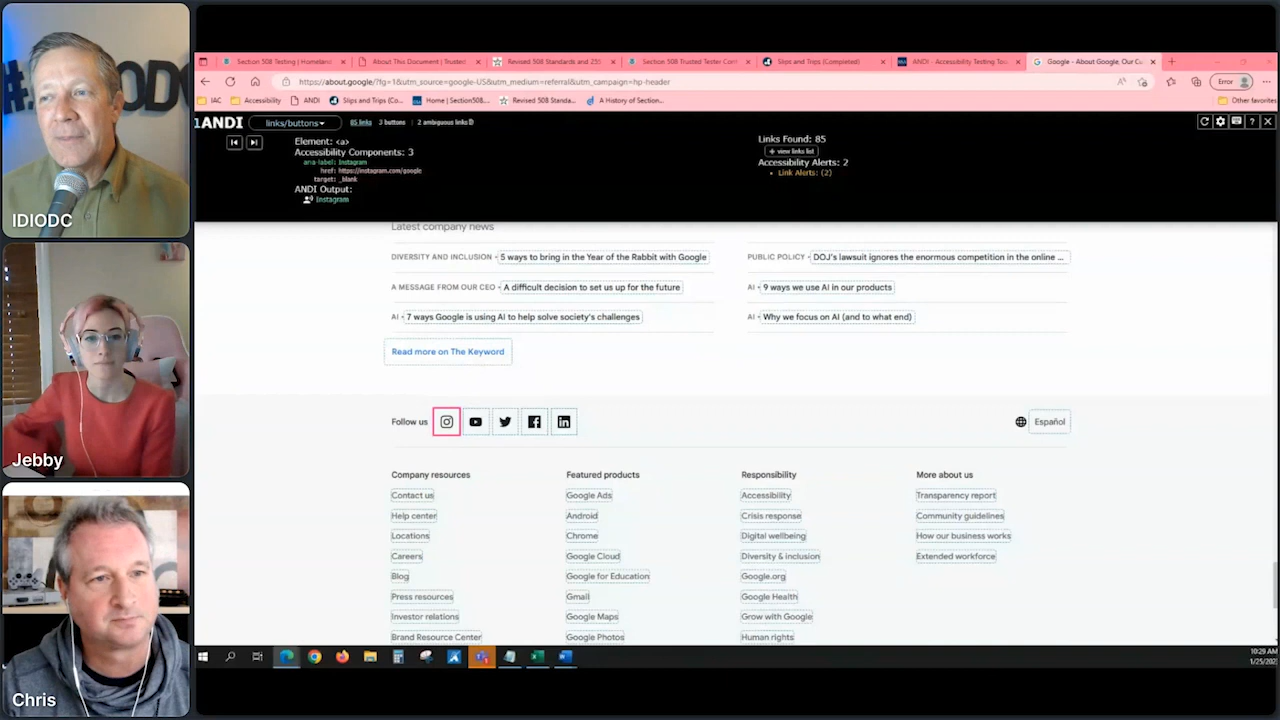 IDIODC
Jebby
Chris
Section 508 Testing | Homeland
About This Document | Trusted
Revised 508 Standards and 255
Section 508 Trusted Tester Con
Slips and Trips (Completed)
ANDI - Accessibility Testing Too
Google - About Google, Our Cu
https://about.google/?fg=1&utm_source=google-US&utm_medium=referral&utm_campaign=hp-header
Error
IAC
Accessibility
ANDI
Slips and Trips (Co...
Home | Section508....
Revised 508 Standa...
A History of Section...
Other favorites
ANDI
links/buttons
85 links
3 buttons
2 ambiguous links
Element: <a>
Accessibility Components: 3
aria-label: Instagram
href: https://instagram.com/google
target: _blank
ANDI Output:
Instagram
Links Found: 85
+ view links list
Accessibility Alerts: 2
• Link Alerts: (2)
Latest company news
DIVERSITY AND INCLUSION • 5 ways to bring in the Year of the Rabbit with Google
PUBLIC POLICY • DOJ's lawsuit ignores the enormous competition in the online ...
A MESSAGE FROM OUR CEO • A difficult decision to set us up for the future
AI • 9 ways we use AI in our products
AI • 7 ways Google is using AI to help solve society's challenges
AI • Why we focus on AI (and to what end)
Read more on The Keyword
Follow us
Español
Company resources
Contact us
Help center
Locations
Careers
Blog
Press resources
Investor relations
Brand Resource Center
Featured products
Google Ads
Android
Chrome
Google Cloud
Google for Education
Gmail
Google Maps
Google Photos
Responsibility
Accessibility
Crisis response
Digital wellbeing
Diversity & inclusion
Google.org
Google Health
Grow with Google
Human rights
More about us
Transparency report
Community guidelines
How our business works
Extended workforce
10:29 AM